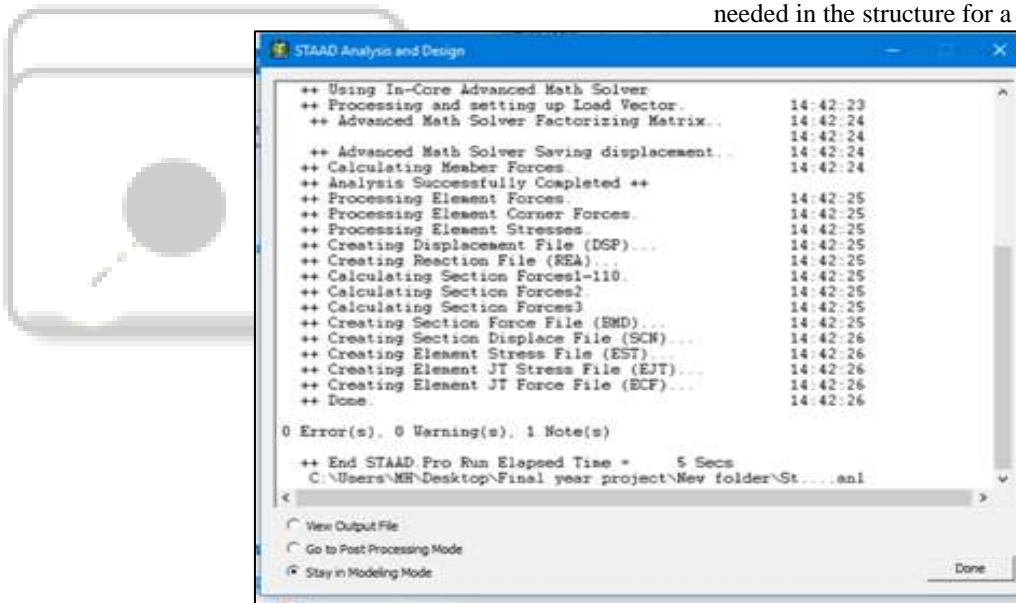 needed in the structure for a
STAAD Analysis and Design
++ Using In-Core Advanced Math Solver
++ Processing and setting up Load Vector. 14:42:23
++ Advanced Math Solver Factorizing Matrix.. 14:42:24
14:42:24
++ Advanced Math Solver Saving displacement.. 14:42:24
++ Calculating Member Forces. 14:42:24
++ Analysis Successfully Completed ++
++ Processing Element Forces. 14:42:25
++ Processing Element Corner Forces. 14:42:25
++ Processing Element Stresses. 14:42:25
++ Creating Displacement File (DSP)... 14:42:25
++ Creating Reaction File (REA)... 14:42:25
++ Calculating Section Forces1-110. 14:42:25
++ Calculating Section Forces2. 14:42:25
++ Calculating Section Forces3 14:42:25
++ Creating Section Force File (BMD)... 14:42:25
++ Creating Section Displace File (SCN)... 14:42:26
++ Creating Element Stress File (EST)... 14:42:26
++ Creating Element JT Stress File (EJT)... 14:42:26
++ Creating Element JT Force File (ECF)... 14:42:26
++ Done. 14:42:26
0 Error(s), 0 Warning(s), 1 Note(s)
++ End STAAD.Pro Run Elapsed Time = 5 Secs
C:\Users\MH\Desktop\Final year project\New folder\St....anl
View Output File
Go to Post Processing Mode
Stay in Modeling Mode
Done